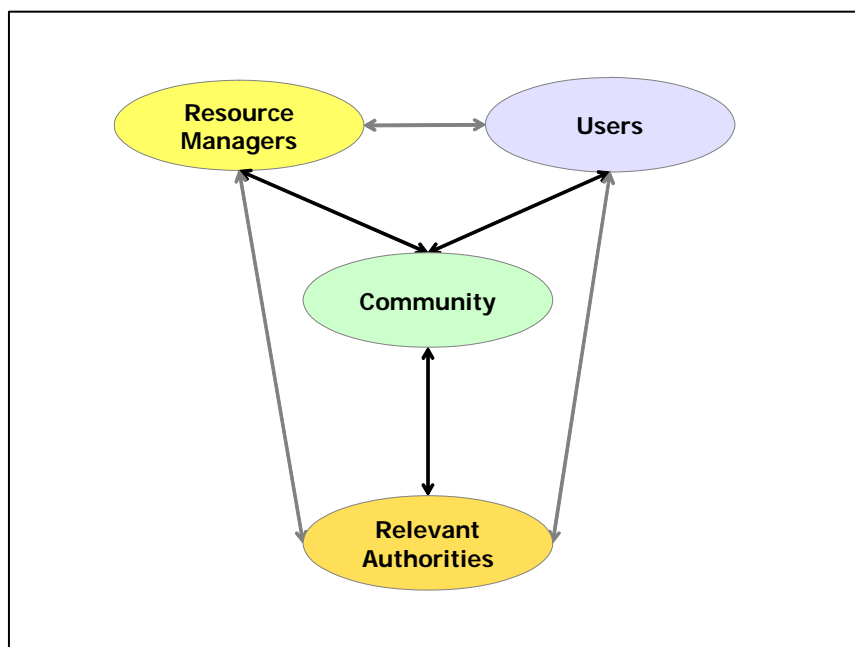 Resource
Managers
Users
Community
Relevant
Authorities